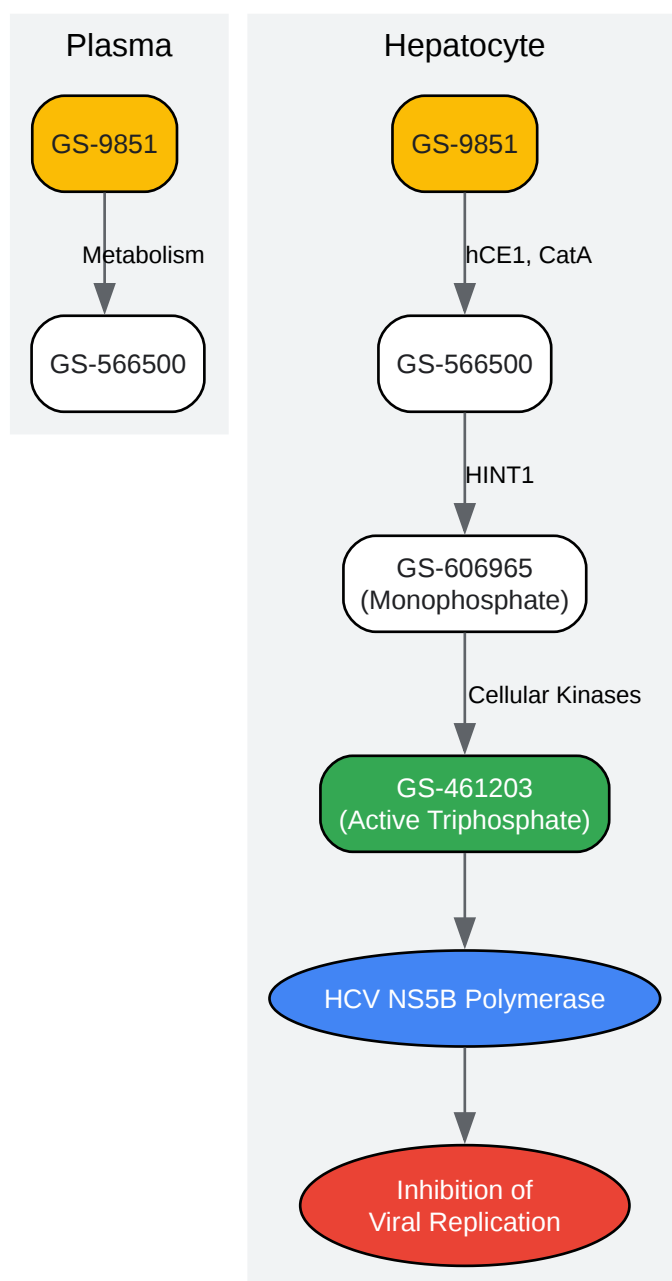 Plasma
GS-9851
Metabolism
GS-566500
Hepatocyte
GS-9851
hCE1, CatA
GS-566500
HINT1
GS-606965
(Monophosphate)
Cellular Kinases
GS-461203
(Active Triphosphate)
HCV NS5B Polymerase
Inhibition of
Viral Replication